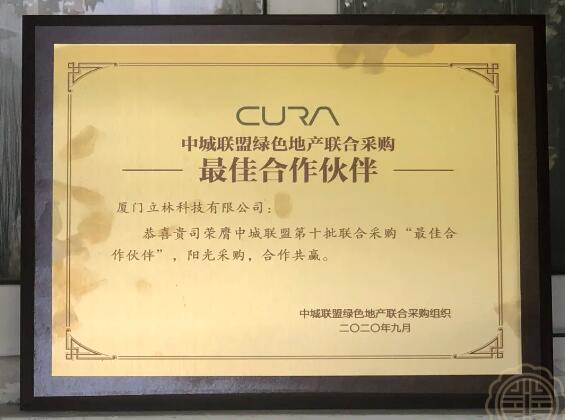 CURA
中城联盟绿色地产联合采购
最佳合作伙伴
厦门立林科技有限公司：
恭喜贵司荣膺中城联盟第十批联合采购“最佳合
作伙伴”，阳光采购，合作共赢。
中城联盟绿色地产联合采购组织
二〇二〇年九月